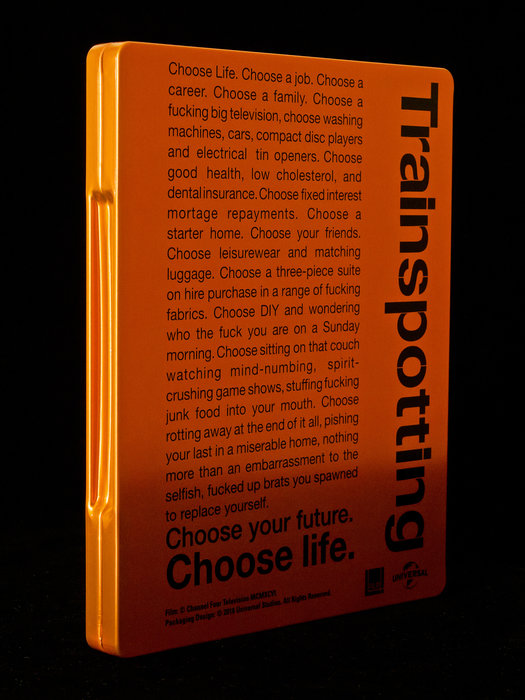 Choose Life. Choose a job. Choose a
career. Choose a family. Choose a
fucking big television, choose washing
machines, cars, compact disc players
and electrical tin openers. Choose
good health, low cholesterol, and
dental insurance. Choose fixed interest
mortage repayments. Choose a
starter home. Choose your friends.
Choose leisurewear and matching
luggage. Choose a three-piece suite
on hire purchase in a range of fucking
fabrics. Choose DIY and wondering
who the fuck you are on a Sunday
morning. Choose sitting on that couch
watching mind-numbing, spirit-
crushing game shows, stuffing fucking
junk food into your mouth. Choose
rotting away at the end of it all, pishing
your last in a miserable home, nothing
more than an embarrassment to the
selfish, fucked up brats you spawned
to replace yourself.
Choose your future.
Choose life.
Film: © Channel Four Television MCMXCVI.
Packaging Design: © 2016 Universal Studios. All Rights Reserved.
Trainspotting
UNIVERSAL